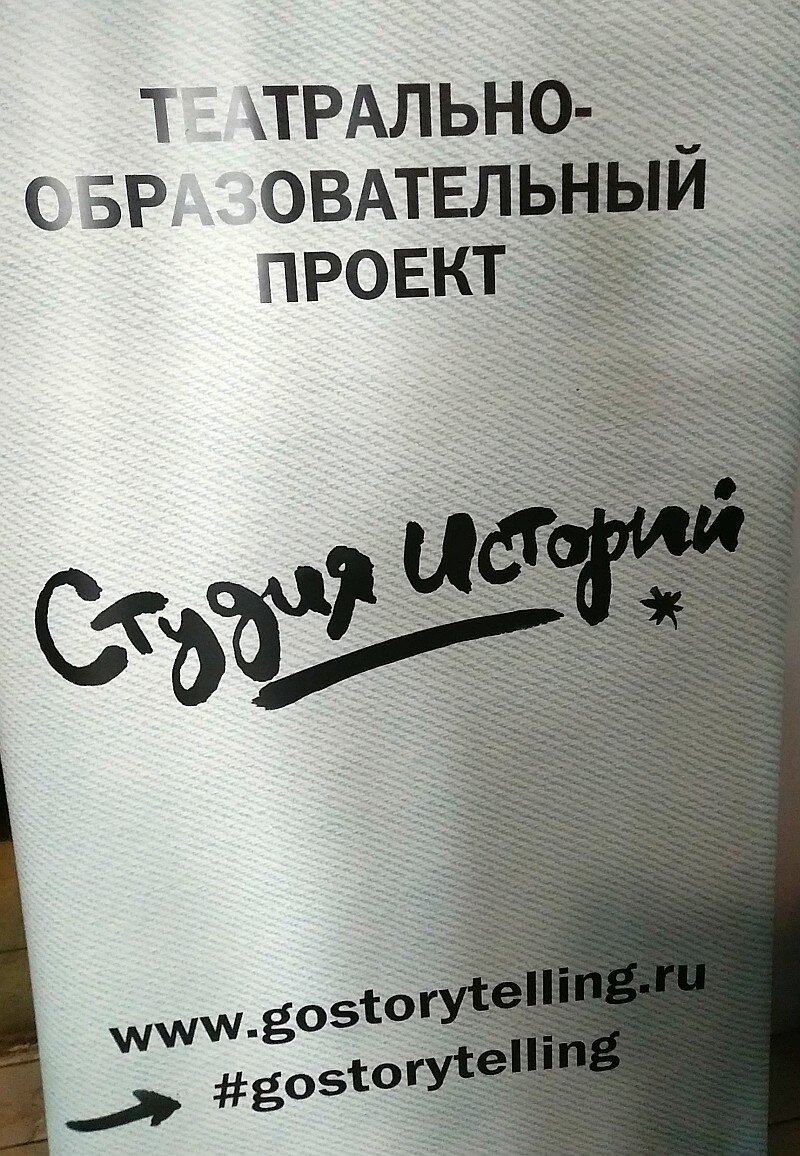 ТЕАТРАЛЬНО-
ОБРАЗОВАТЕЛЬНЫЙ
ПРОЕКТ
Студия Историй
www.gostorytelling.ru
#gostorytelling